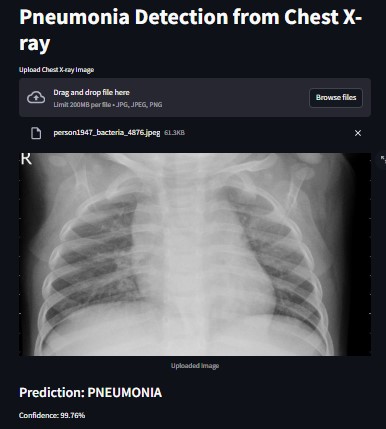 Pneumonia Detection from Chest X-
ray
Upload Chest X-ray Image
Drag and drop file here
Limit 200MB per file • JPG, JPEG, PNG
Browse files
person1947_bacteria_4876.jpeg 61.3KB
R
Uploaded Image
Prediction: PNEUMONIA
Confidence: 99.76%